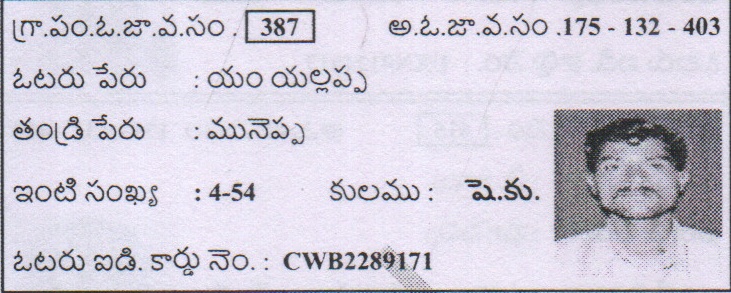 గ్రా.పం.ఓ.జా.వ.సం . 387 అ.ఓ.జా.వ.సం .175 - 132 - 403
ఓటరు పేరు : యం యల్లప్ప
తండ్రి పేరు : మునెప్ప
ఇంటి సంఖ్య : 4-54 కులము : షె.కు.
ఓటరు ఐడి. కార్డు నెం. : CWB2289171